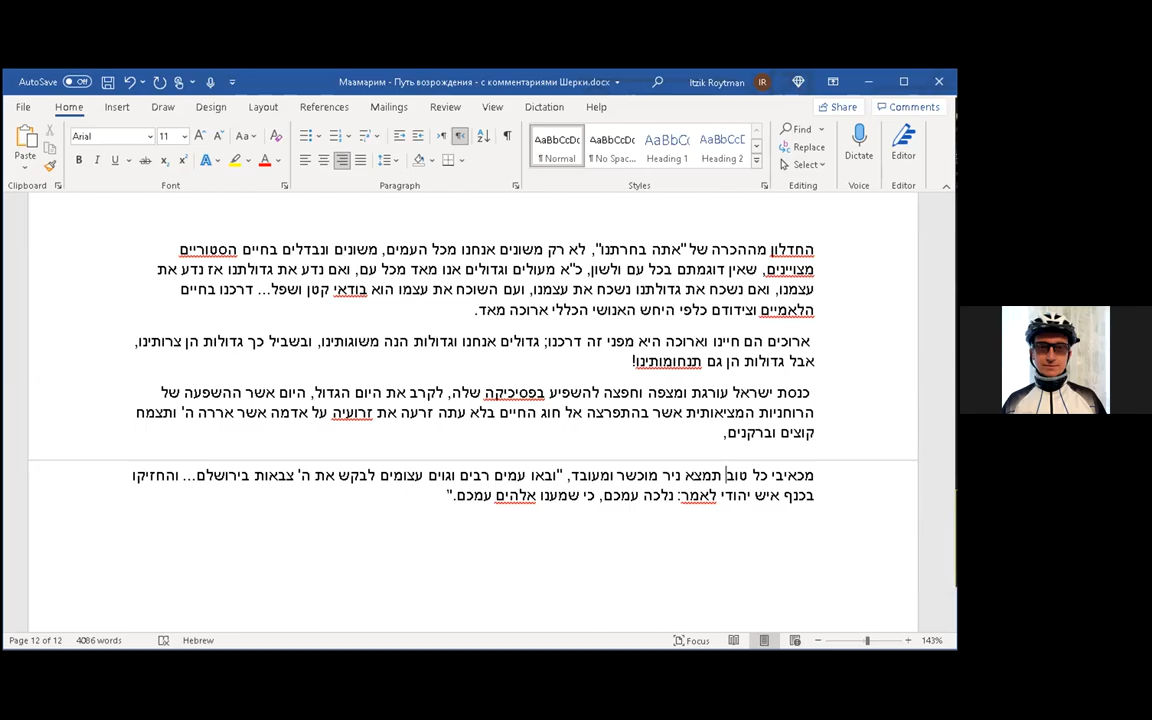 AutoSave Off Маамарим - Путь возрождения - с комментариями Шерки.docx Itzik Roytman IR
File Home Insert Draw Design Layout References Mailings Review View Dictation Help Share Comments
Paste Arial 11 Aa AaBbCcDc AaBbCcDc AaBbCc AaBbCcD Find Replace Select Dictate Editor
¶ Normal ¶ No Spac... Heading 1 Heading 2
Clipboard Font Paragraph Styles Editing Voice Editor
החדלון מההכרה של "אתה בחרתנו", לא רק משונים אנחנו מכל העמים, משונים ונבדלים בחיים הסטוריים
מצויינים, שאין דוגמתם בכל עם ולשון, כ"א מעולים וגדולים אנו מאד מכל עם, ואם נדע את גדולתנו אז נדע את
עצמנו, ואם נשכח את גדולתנו נשכח את עצמנו, ועם השוכח את עצמו הוא בודאי קטן ושפל... דרכנו בחיים
הלאמיים וצידודם כלפי היחש האנושי הכללי ארוכה מאד.
ארוכים הם חיינו וארוכה היא מפני זה דרכנו; גדולים אנחנו וגדולות הנה משוגותינו, ובשביל כך גדולות הן צרותינו,
אבל גדולות הן גם תנחומותינו!
כנסת ישראל עורגת ומצפה וחפצה להשפיע בפסיכיקה שלה, לקרב את היום הגדול, היום אשר ההשפעה של
הרוחניות המציאותית אשר בהתפרצה אל חוג החיים בלא עתה זרעה את זרועיה על אדמה אשר אררה ה' ותצמח
קוצים וברקנים,
מכאיבי כל טוב תמצא ניר מוכשר ומעובד, "ובאו עמים רבים וגוים עצומים לבקש את ה' צבאות בירושלם... והחזיקו
בכנף איש יהודי לאמר: נלכה עמכם, כי שמענו אלהים עמכם."
Page 12 of 12 4086 words Hebrew Focus 143%